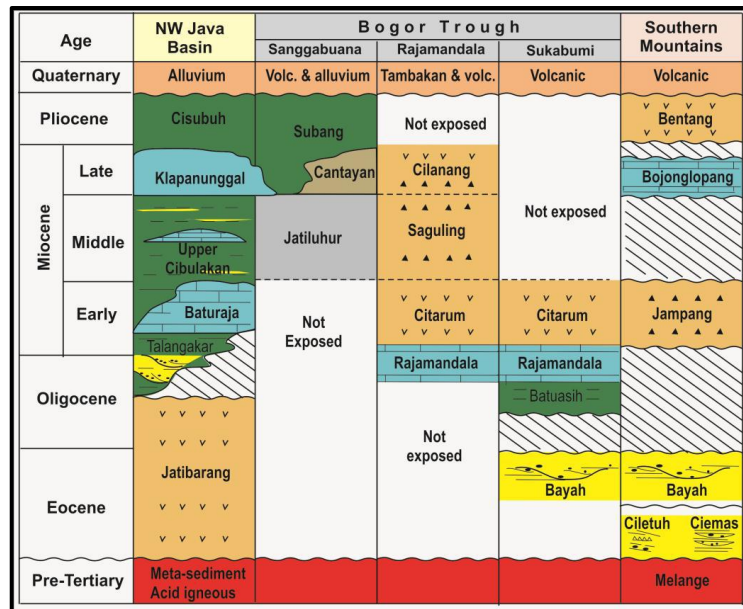 Age
NW Java
Basin
Bogor Trough
Southern
Mountains
Sanggabuana
Rajamandala
Sukabumi
Quaternary
Alluvium
Volc. & alluvium
Tambakan & volc.
Volcanic
Volcanic
Pliocene
Cisubuh
Subang
Not exposed
Bentang
Miocene
Late
Klapanunggal
Cantayan
Cilanang
Not exposed
Bojonglopang
Middle
Upper
Cibulakan
Jatiluhur
Saguling
Early
Baturaja
Talangakar
Not
Exposed
Citarum
Citarum
Jampang
Oligocene
Rajamandala
Rajamandala
Batuasih
Not
exposed
Eocene
Jatibarang
Bayah
Bayah
Ciletuh
Ciemas
Pre-Tertiary
Meta-sediment
Acid igneous
Melange